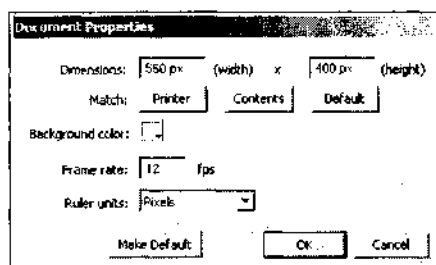 Document Properties
Dimensions: 550 px (width) x 400 px (height)
Match: Printer Contents Default
Background color:
Frame rate: 12 fps
Ruler units: Pixels
Make Default OK Cancel